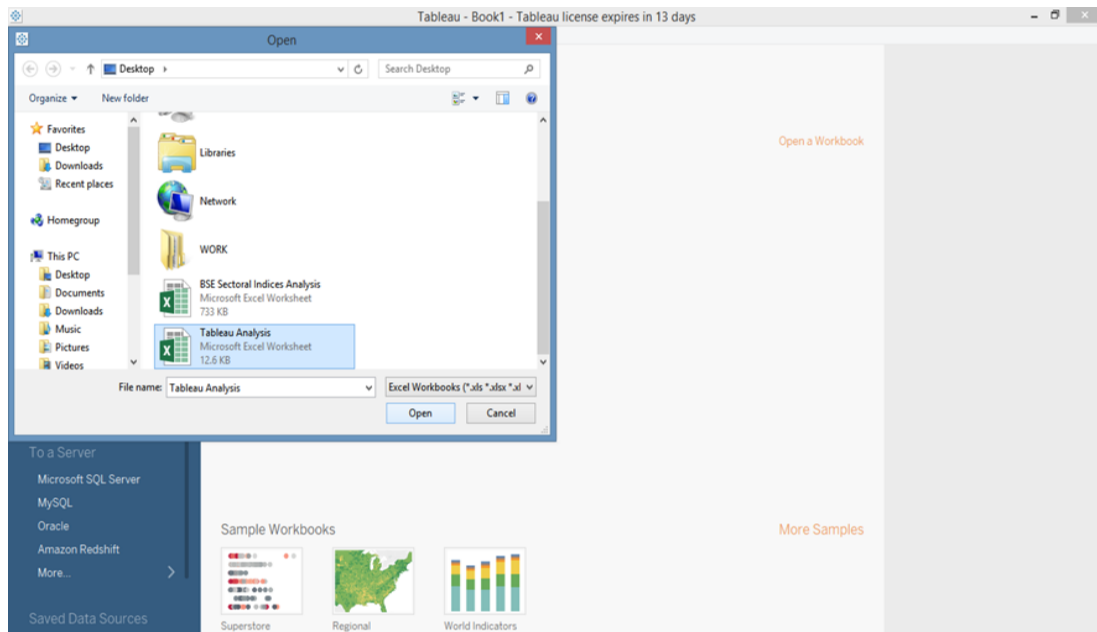 Tableau - Book1 - Tableau license expires in 13 days
Open
Desktop
Search Desktop
Organize
New folder
Favorites
Desktop
Downloads
Recent places
Homegroup
This PC
Desktop
Documents
Downloads
Music
Pictures
Videos
Libraries
Network
WORK
BSE Sectoral Indices Analysis
Microsoft Excel Worksheet
733 KB
Tableau Analysis
Microsoft Excel Worksheet
12.6 KB
File name: Tableau Analysis
Excel Workbooks (*.xls *.xlsx *.xl
Open
Cancel
Open a Workbook
To a Server
Microsoft SQL Server
MySQL
Oracle
Amazon Redshift
More...
Saved Data Sources
Sample Workbooks
More Samples
Superstore
Regional
World Indicators